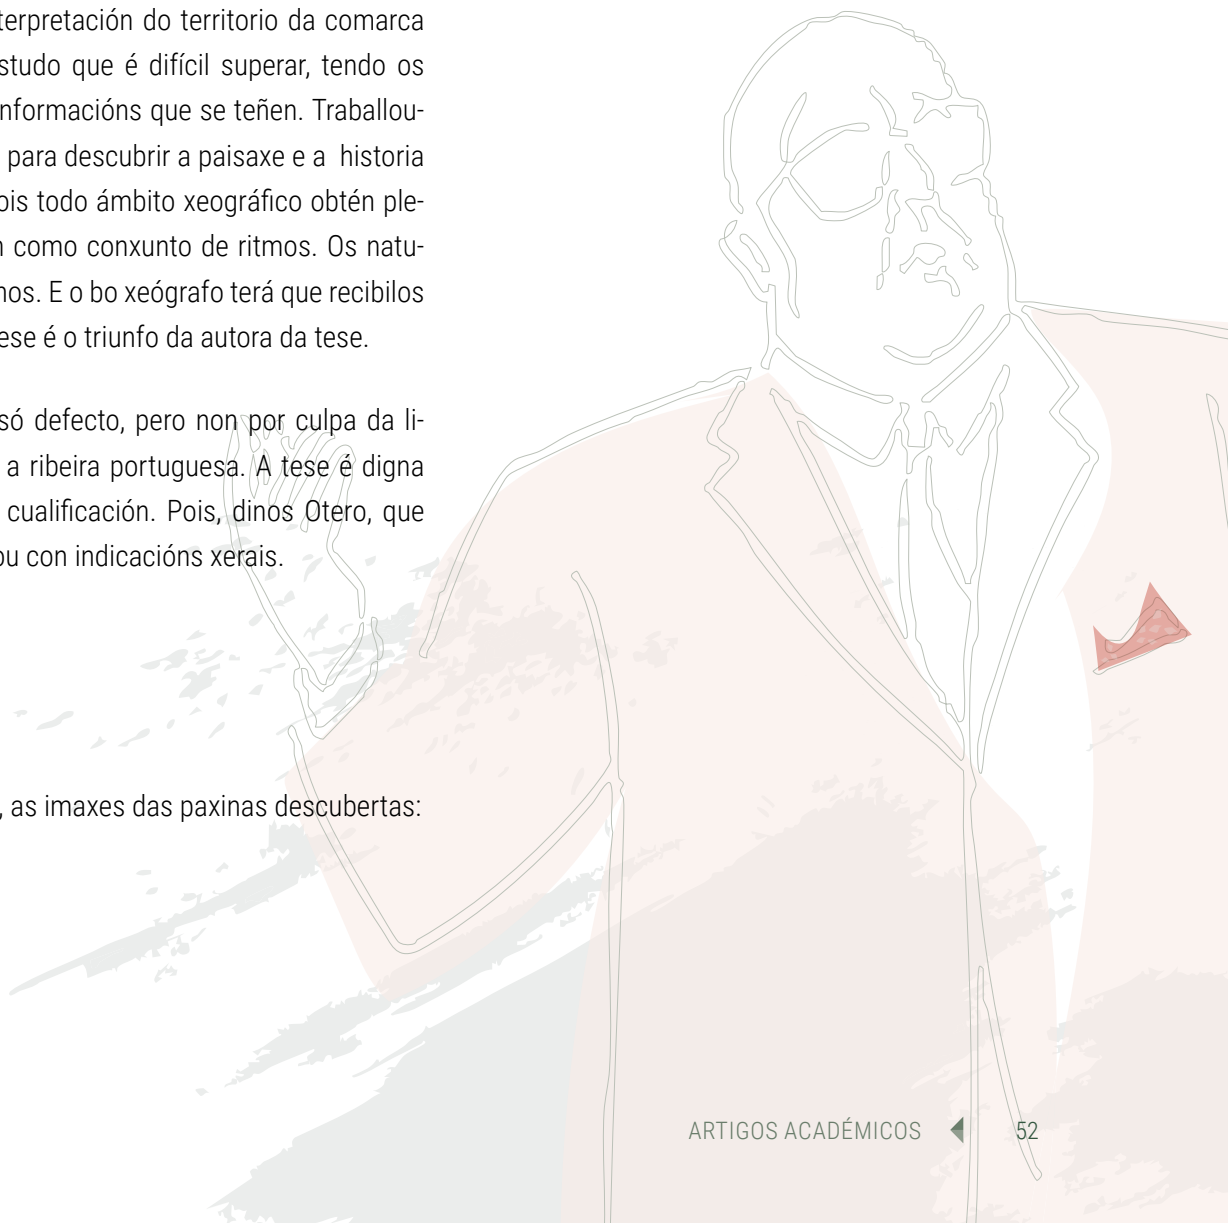 terpretación do territorio da comarca
studo que é difícil superar, tendo os
nformacións que se teñen. Traballou-
para descubrir a paisaxe e a historia
ois todo ámbito xeográfico obtén ple-
como conxunto de ritmos. Os natu-
nos. E o bo xeógrafo terá que recibilos
ese é o triunfo da autora da tese.
só defecto, pero non por culpa da li-
a ribeira portuguesa. A tese é digna
cualificación. Pois, dinos Otero, que
ou con indicacións xerais.
, as imaxes das paxinas descubertas:
ARTIGOS ACADÉMICOS 52